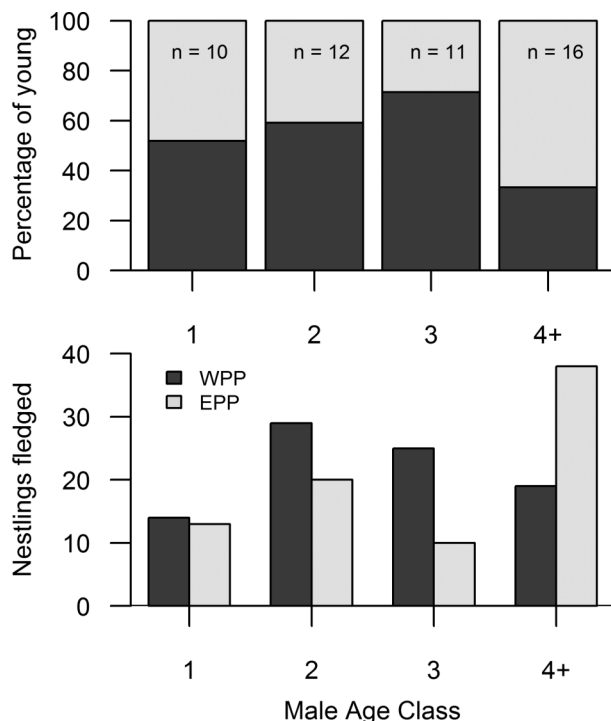 Percentage of young
100
80
60
40
20
0
n = 10 n = 12 n = 11 n = 16
1 2 3 4+
Nestlings fledged
40
30
20
10
0
WPP
EPP
1 2 3 4+
Male Age Class